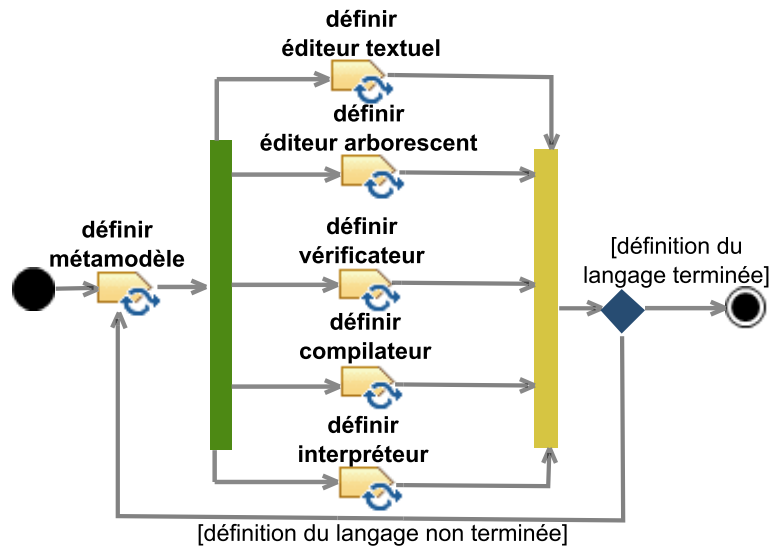 définir
éditeur textuel
définir
éditeur arborescent
définir
métamodèle
définir
vérificateur
[définition du
langage terminée]
définir
compilateur
définir
interpréteur
[définition du langage non terminée]